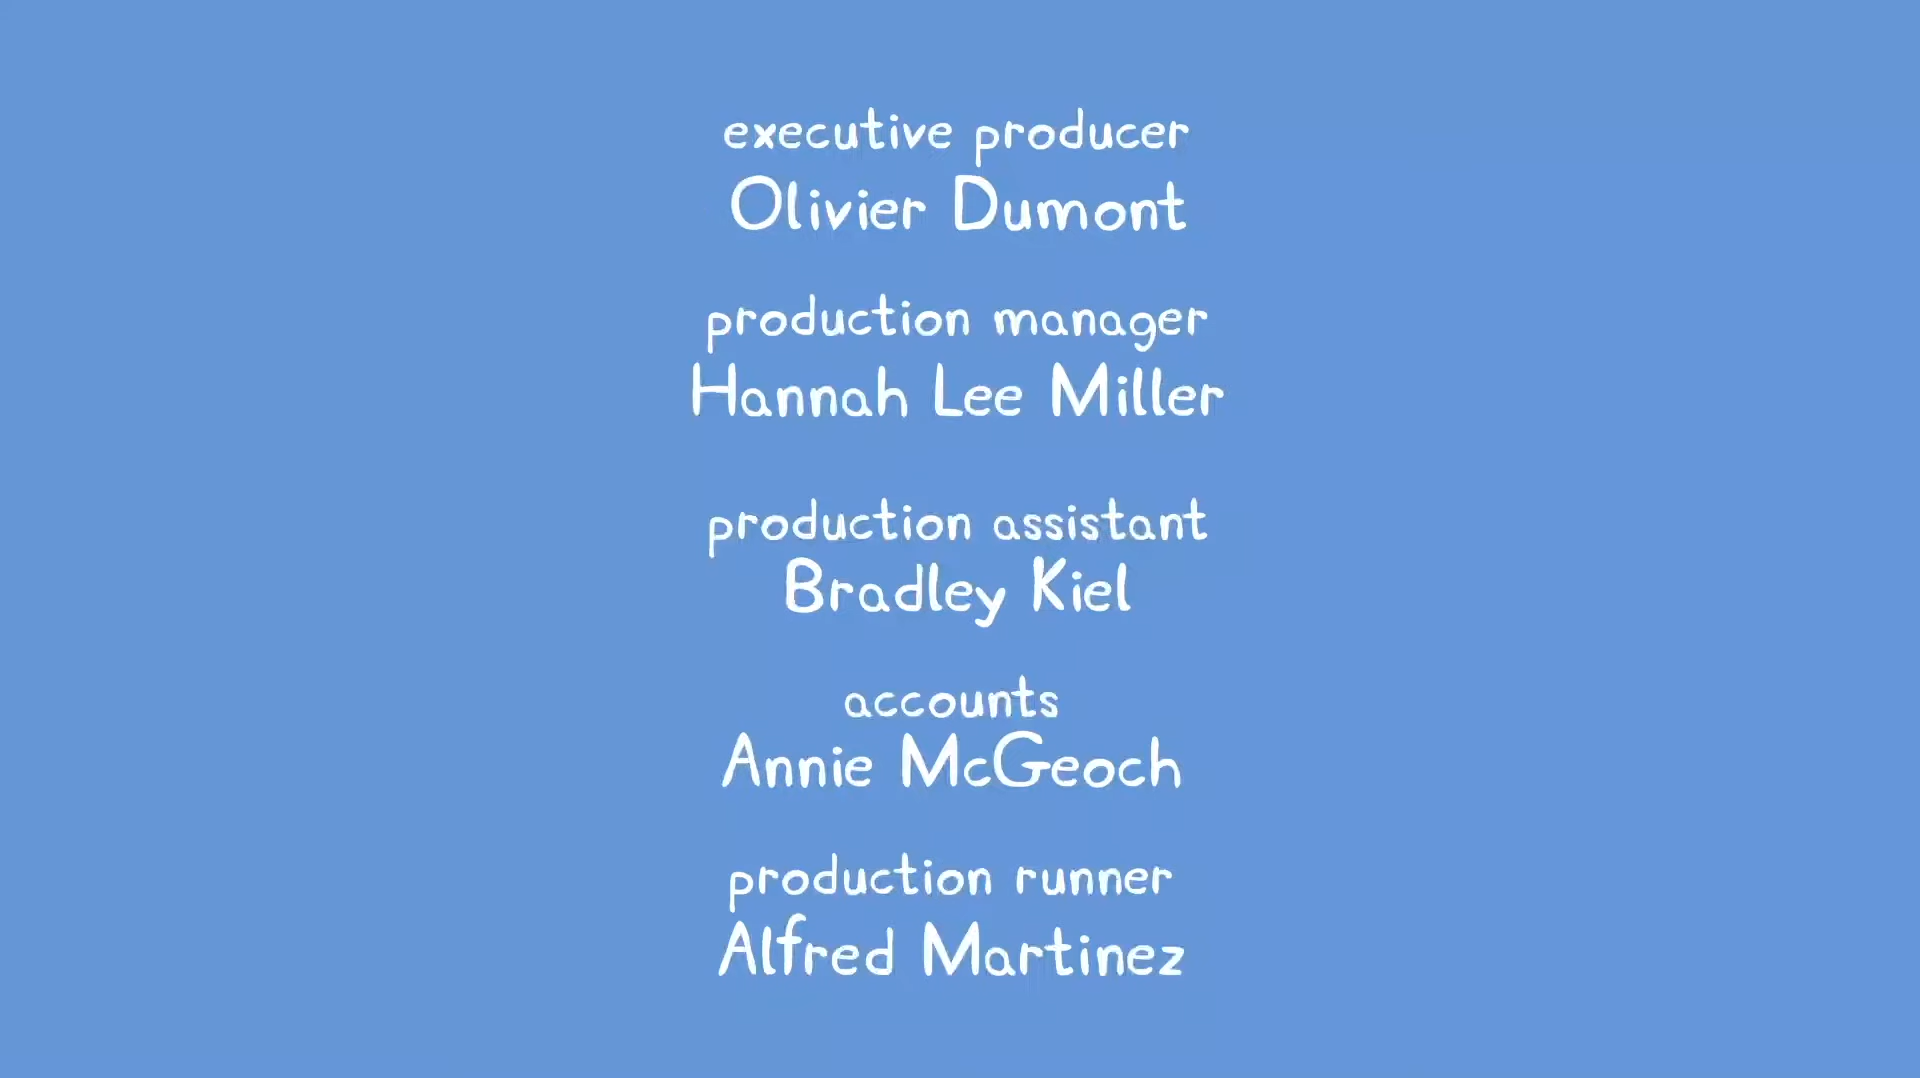 executive producer
Olivier Dumont
production manager
Hannah Lee Miller
production assistant
Bradley Kiel
accounts
Annie McGeoch
production runner
Alfred Martinez